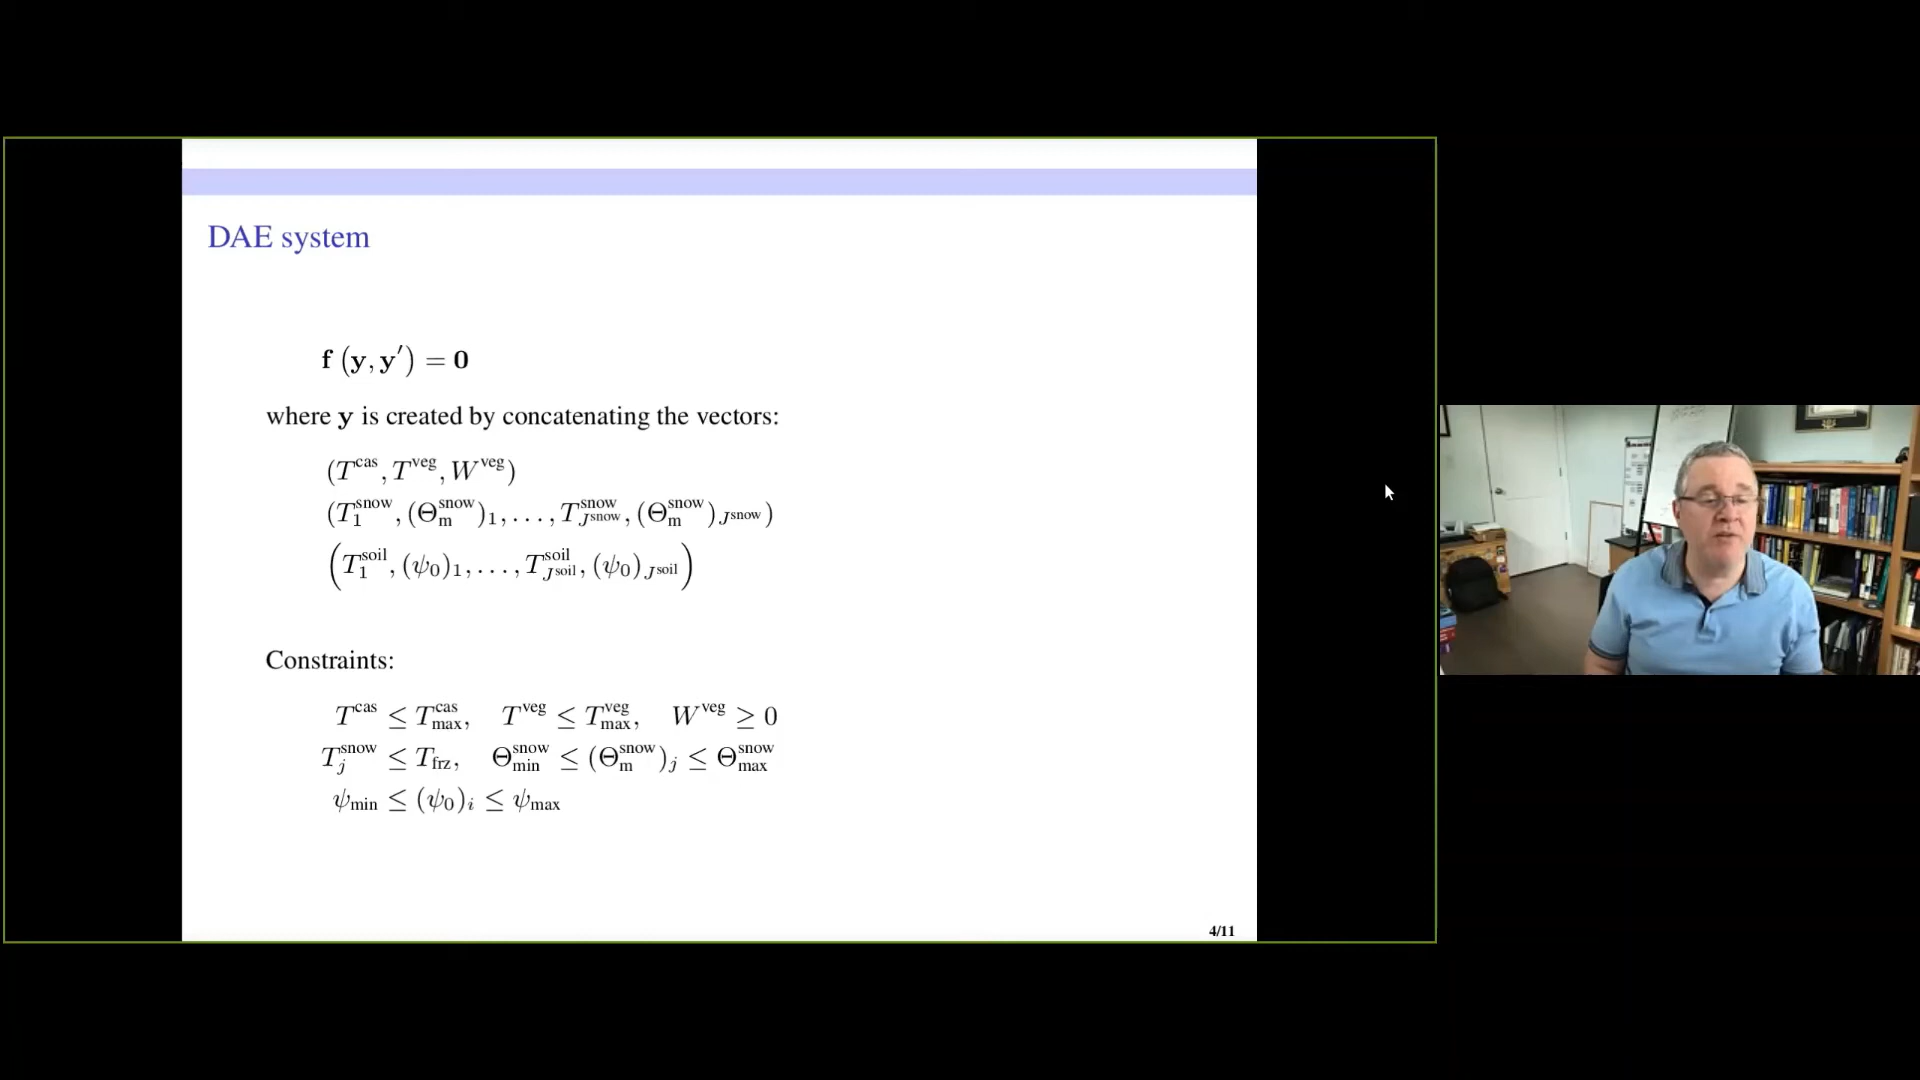 DAE system
f (y, y′) = 0
where y is created by concatenating the vectors:
(T^cas, T^veg, W^veg)
(T_1^snow, (Θ_m^snow)_1, . . . , T_{J^snow}^snow, (Θ_m^snow)_{J^snow})
(T_1^soil, (ψ_0)_1, . . . , T_{J^soil}^soil, (ψ_0)_{J^soil})
Constraints:
T^cas ≤ T_max^cas, T^veg ≤ T_max^veg, W^veg ≥ 0
T_j^snow ≤ T_frz, Θ_min^snow ≤ (Θ_m^snow)_j ≤ Θ_max^snow
ψ_min ≤ (ψ_0)_i ≤ ψ_max
4/11